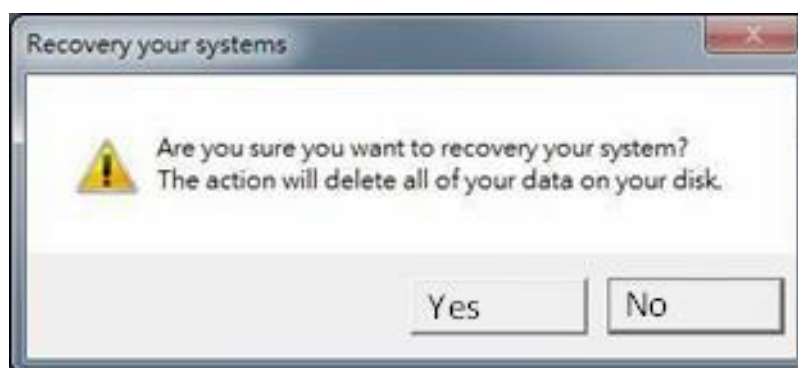 Recovery your systems
Are you sure you want to recovery your system?
The action will delete all of your data on your disk.
Yes
No